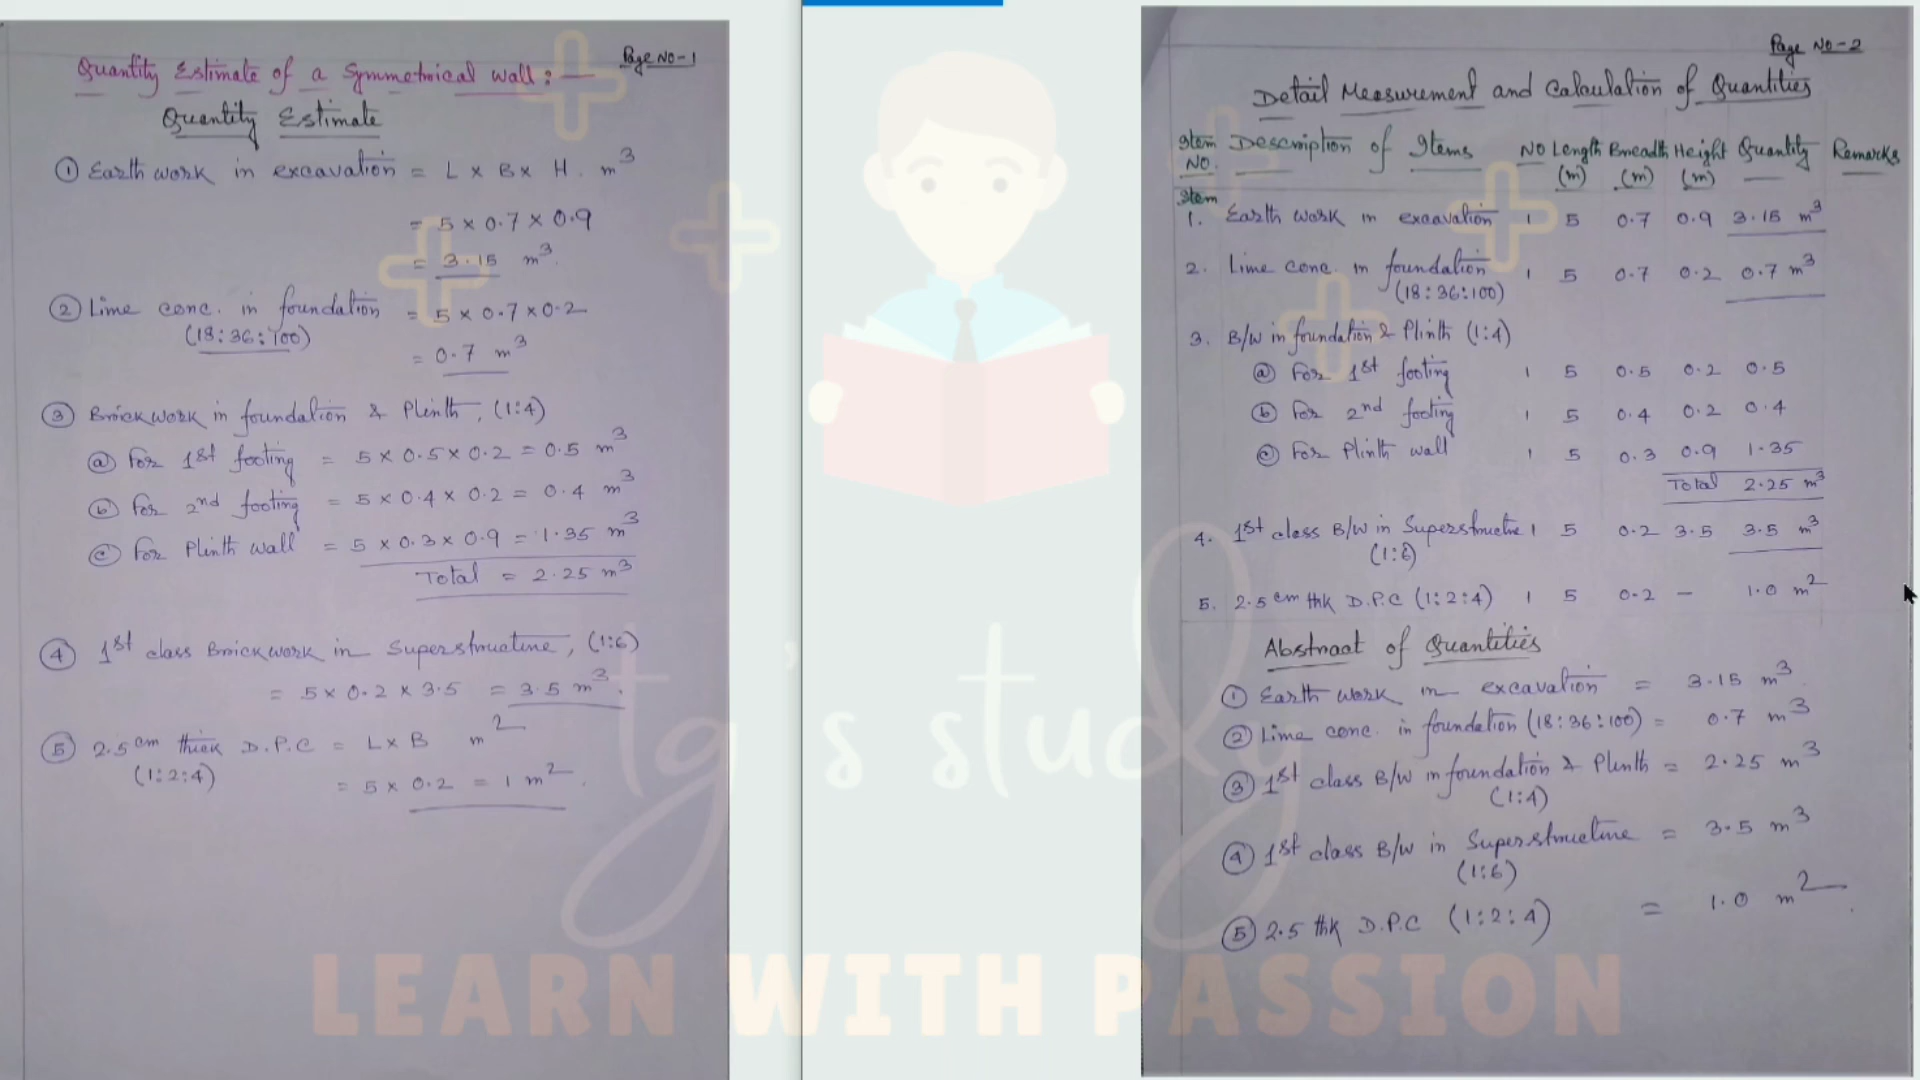 Page No-1
Quantity Estimate of a Symmetrical wall : —
Quantity Estimate
① Earth work in excavation = L x B x H . m³
= 5 x 0.7 x 0.9
= 3.15 m³.
② Lime conc. in foundation = 5 x 0.7 x 0.2
(18:36:100)
= 0.7 m³
③ Brickwork in foundation & Plinth, (1:4)
ⓐ For 1st footing = 5 x 0.5 x 0.2 = 0.5 m³
ⓑ For 2nd footing = 5 x 0.4 x 0.2 = 0.4 m³
ⓒ For Plinth wall = 5 x 0.3 x 0.9 = 1.35 m³
Total = 2.25 m³
④ 1st class Brickwork in Superstructure, (1:6)
= 5 x 0.2 x 3.5 = 3.5 m³.
⑤ 2.5 cm thick D.P.C = L x B m²
(1:2:4)
= 5 x 0.2 = 1 m².
Page No-2
Detail Measurement and Calculation of Quantities
Item No. Description of Items No Length (m) Breadth (m) Height (m) Quantity Remarks
Item
1. Earth work in excavation 1 5 0.7 0.9 3.15 m³
2. Lime conc. in foundation 1 5 0.7 0.2 0.7 m³
(18:36:100)
3. B/W in foundation & Plinth (1:4)
ⓐ For 1st footing 1 5 0.5 0.2 0.5
ⓑ For 2nd footing 1 5 0.4 0.2 0.4
ⓒ For Plinth wall 1 5 0.3 0.9 1.35
Total 2.25 m³
4. 1st class B/W in Superstructure 1 5 0.2 3.5 3.5 m³
(1:6)
5. 2.5 cm thk D.P.C (1:2:4) 1 5 0.2 — 1.0 m²
Abstract of Quantities
① Earth work in excavation = 3.15 m³.
② Lime conc. in foundation (18:36:100) = 0.7 m³
③ 1st class B/W in foundation & Plinth = 2.25 m³
(1:4)
④ 1st class B/W in Superstructure = 3.5 m³
(1:6)
⑤ 2.5 thk D.P.C (1:2:4) = 1.0 m².
tg's study
LEARN WITH PASSION